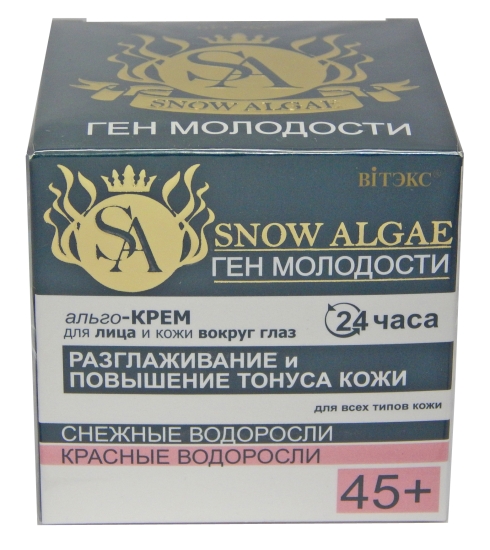 SA
SNOW ALGAE
ГЕН МОЛОДОСТИ
ВiТЭКС
SA
SNOW ALGAE
ГЕН МОЛОДОСТИ
альго-КРЕМ
для лица и кожи вокруг глаз
24 часа
РАЗГЛАЖИВАНИЕ и
ПОВЫШЕНИЕ ТОНУСА КОЖИ
для всех типов кожи
СНЕЖНЫЕ ВОДОРОСЛИ
КРАСНЫЕ ВОДОРОСЛИ
45+